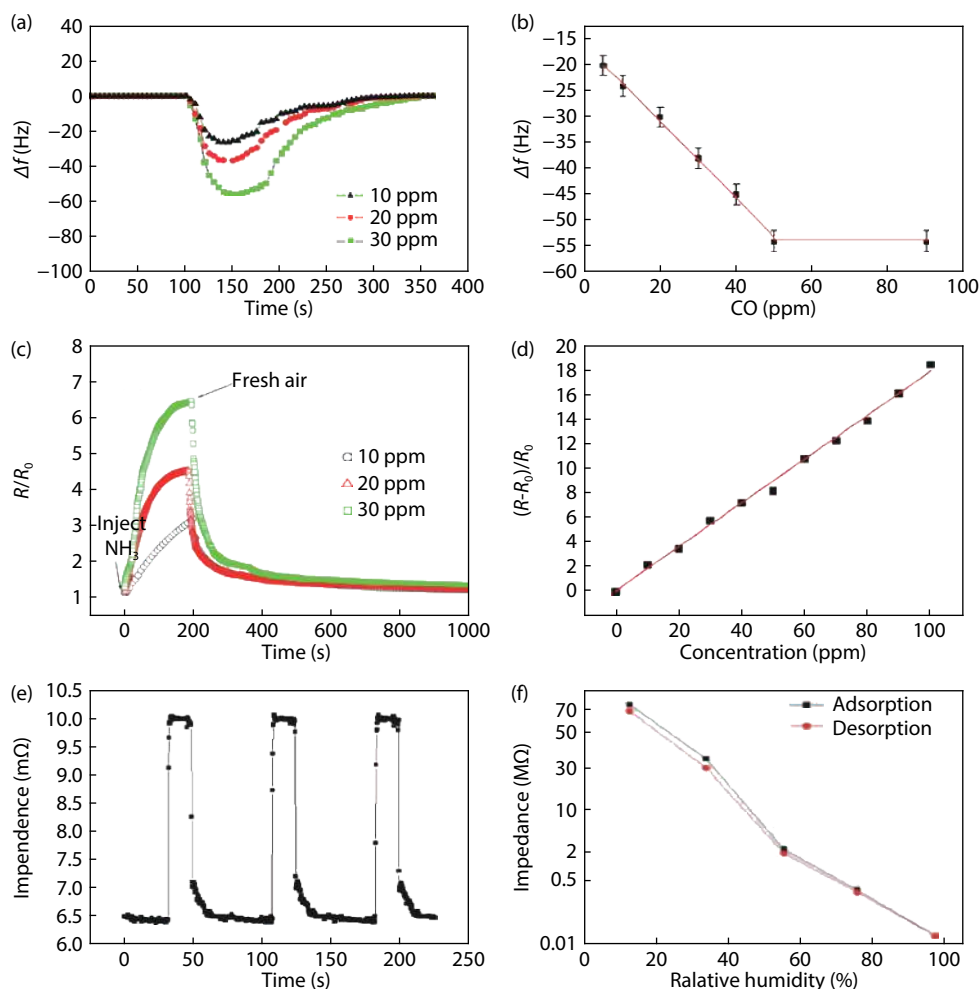 (a)
40
20
0
−20
−40
−60
−80
−100
Δf (Hz)
10 ppm
20 ppm
30 ppm
0 50 100 150 200 250 300 350 400
Time (s)
(b)
−15
−20
−25
−30
−35
−40
−45
−50
−55
−60
Δf (Hz)
0 20 40 60 80 100
CO (ppm)
(c)
8
7
6
5
4
3
2
1
R/R0
Fresh air
10 ppm
20 ppm
30 ppm
Inject
NH3
0 200 400 600 800 1000
Time (s)
(d)
20
18
16
14
12
10
8
6
4
2
0
(R-R0)/R0
0 20 40 60 80 100
Concentration (ppm)
(e)
10.5
10.0
9.5
9.0
8.5
8.0
7.5
7.0
6.5
6.0
Impendence (mΩ)
0 50 100 150 200 250
Time (s)
(f)
70
50
30
10
2
0.5
0.01
Impedance (MΩ)
Adsorption
Desorption
0 20 40 60 80 100
Ralative humidity (%)